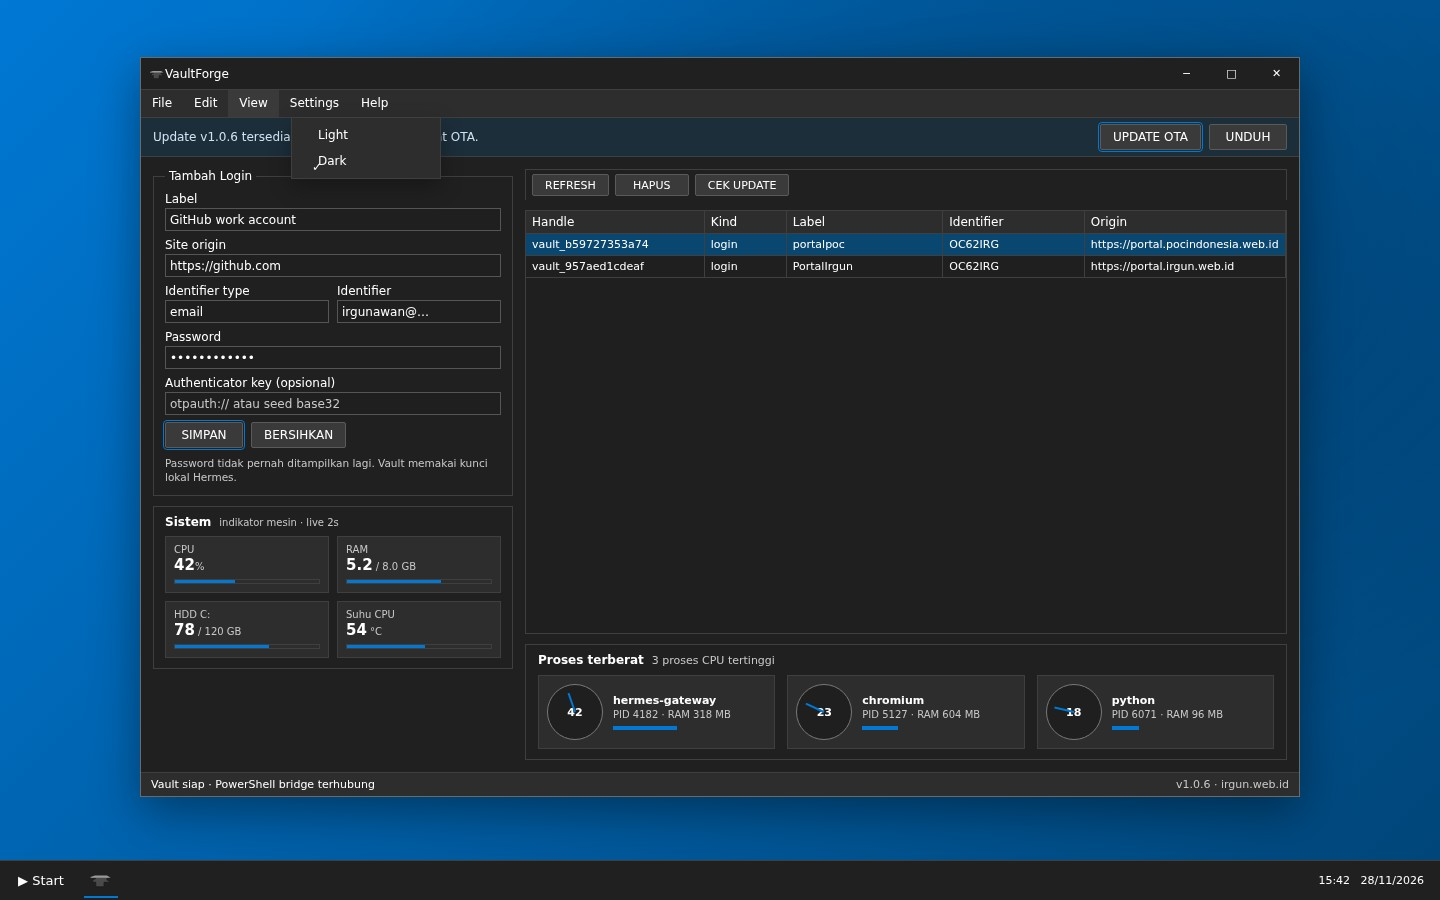 VaultForge
File Edit View Settings Help
Update v1.0.6 tersedia
t OTA.
UPDATE OTA UNDUH
Light
✓Dark
Tambah Login
Label
GitHub work account
Site origin
https://github.com
Identifier type Identifier
email irgunawan@...
Password
••••••••••••
Authenticator key (opsional)
otpauth:// atau seed base32
SIMPAN BERSIHKAN
Password tidak pernah ditampilkan lagi. Vault memakai kunci
lokal Hermes.
Sistem indikator mesin · live 2s
CPU
42%
RAM
5.2 / 8.0 GB
HDD C:
78 / 120 GB
Suhu CPU
54 °C
REFRESH HAPUS CEK UPDATE
Handle Kind Label Identifier Origin
vault_b59727353a74 login portalpoc OC62IRG https://portal.pocindonesia.web.id
vault_957aed1cdeaf login PortalIrgun OC62IRG https://portal.irgun.web.id
Proses terberat 3 proses CPU tertinggi
42
hermes-gateway
PID 4182 · RAM 318 MB
23
chromium
PID 5127 · RAM 604 MB
18
python
PID 6071 · RAM 96 MB
Vault siap · PowerShell bridge terhubung
v1.0.6 · irgun.web.id
▶ Start
15:42 28/11/2026